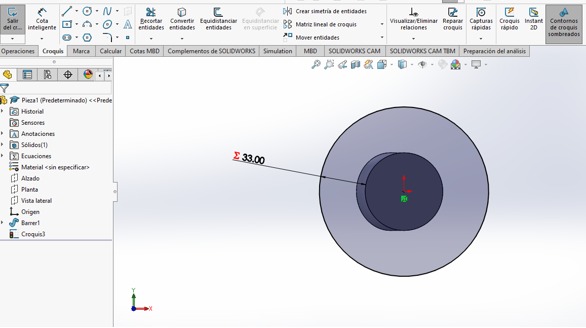 Salir del cr...
Cota inteligente
Recortar entidades
Convertir entidades
Equidistanciar entidades
Equidistanciar en superficie
Crear simetría de entidades
Matriz lineal de croquis
Mover entidades
Visualizar/Eliminar relaciones
Reparar croquis
Capturas rápidas
Croquis rápido
Instant 2D
Contornos de croquis sombreados
Operaciones Croquis Marca Calcular Cotas MBD Complementos de SOLIDWORKS Simulation MBD SOLIDWORKS CAM SOLIDWORKS CAM TBM Preparación del análisis
Pieza1 (Predeterminado) <<Prede
Historial
Sensores
Anotaciones
Sólidos(1)
Ecuaciones
Material <sin especificar>
Alzado
Planta
Vista lateral
Origen
Barrer1
Croquis3
Σ 33.00
Y
X